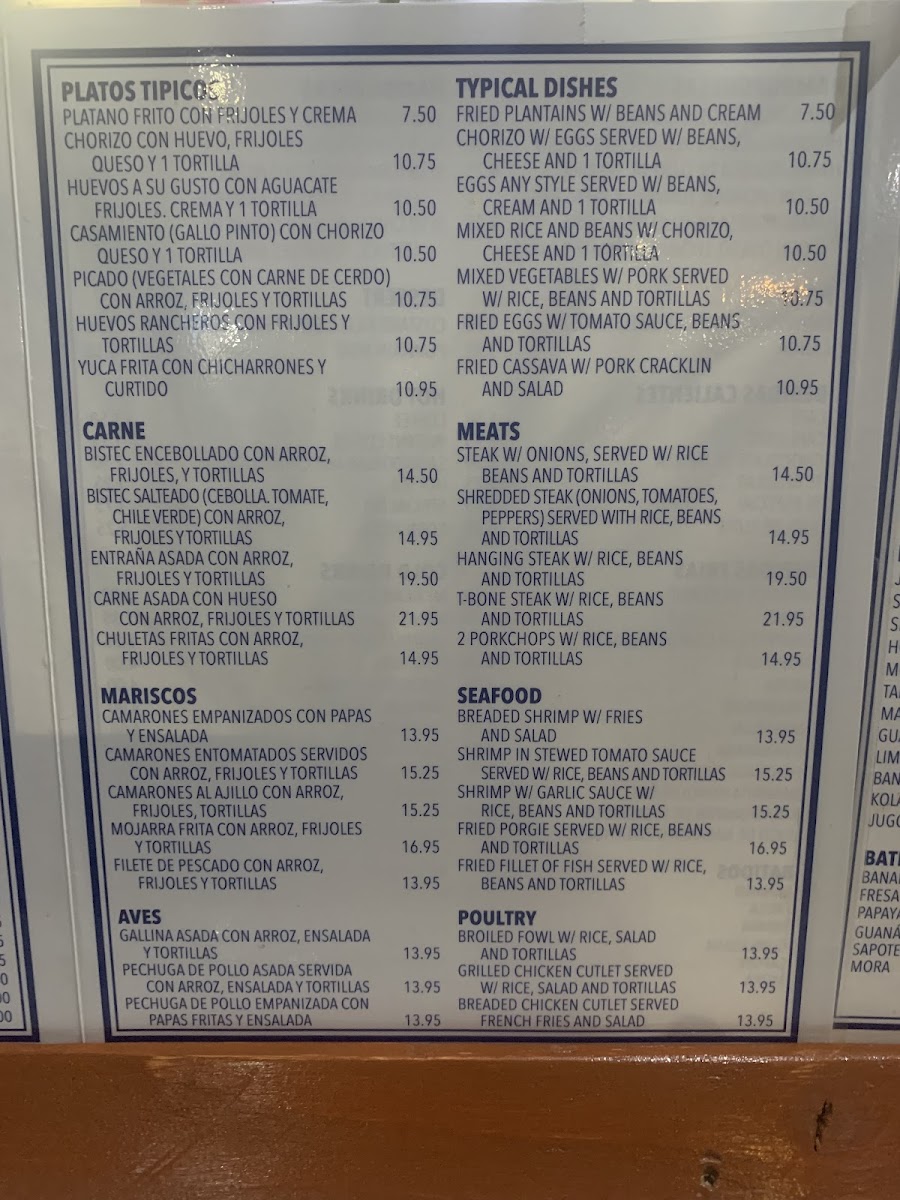 PLATOS TIPICOS
PLATANO FRITO CON FRIJOLES Y CREMA 7.50
CHORIZO CON HUEVO, FRIJOLES
QUESO Y 1 TORTILLA 10.75
HUEVOS A SU GUSTO CON AGUACATE
FRIJOLES. CREMA Y 1 TORTILLA 10.50
CASAMIENTO (GALLO PINTO) CON CHORIZO
QUESO Y 1 TORTILLA 10.50
PICADO (VEGETALES CON CARNE DE CERDO)
CON ARROZ, FRIJOLES Y TORTILLAS 10.75
HUEVOS RANCHEROS CON FRIJOLES Y
TORTILLAS 10.75
YUCA FRITA CON CHICHARRONES Y
CURTIDO 10.95
CARNE
BISTEC ENCEBOLLADO CON ARROZ,
FRIJOLES, Y TORTILLAS 14.50
BISTEC SALTEADO (CEBOLLA. TOMATE,
CHILE VERDE) CON ARROZ,
FRIJOLES Y TORTILLAS 14.95
ENTRAÑA ASADA CON ARROZ,
FRIJOLES Y TORTILLAS 19.50
CARNE ASADA CON HUESO
CON ARROZ, FRIJOLES Y TORTILLAS 21.95
CHULETAS FRITAS CON ARROZ,
FRIJOLES Y TORTILLAS 14.95
MARISCOS
CAMARONES EMPANIZADOS CON PAPAS
Y ENSALADA 13.95
CAMARONES ENTOMATADOS SERVIDOS
CON ARROZ, FRIJOLES Y TORTILLAS 15.25
CAMARONES AL AJILLO CON ARROZ,
FRIJOLES, TORTILLAS 15.25
MOJARRA FRITA CON ARROZ, FRIJOLES
Y TORTILLAS 16.95
FILETE DE PESCADO CON ARROZ,
FRIJOLES Y TORTILLAS 13.95
AVES
GALLINA ASADA CON ARROZ, ENSALADA
Y TORTILLAS 13.95
PECHUGA DE POLLO ASADA SERVIDA
CON ARROZ, ENSALADA Y TORTILLAS 13.95
PECHUGA DE POLLO EMPANIZADA CON
PAPAS FRITAS Y ENSALADA 13.95
TYPICAL DISHES
FRIED PLANTAINS W/ BEANS AND CREAM 7.50
CHORIZO W/ EGGS SERVED W/ BEANS,
CHEESE AND 1 TORTILLA 10.75
EGGS ANY STYLE SERVED W/ BEANS,
CREAM AND 1 TORTILLA 10.50
MIXED RICE AND BEANS W/ CHORIZO,
CHEESE AND 1 TORTILLA 10.50
MIXED VEGETABLES W/ PORK SERVED
W/ RICE, BEANS AND TORTILLAS 10.75
FRIED EGGS W/ TOMATO SAUCE, BEANS
AND TORTILLAS 10.75
FRIED CASSAVA W/ PORK CRACKLIN
AND SALAD 10.95
MEATS
STEAK W/ ONIONS, SERVED W/ RICE
BEANS AND TORTILLAS 14.50
SHREDDED STEAK (ONIONS, TOMATOES,
PEPPERS) SERVED WITH RICE, BEANS
AND TORTILLAS 14.95
HANGING STEAK W/ RICE, BEANS
AND TORTILLAS 19.50
T-BONE STEAK W/ RICE, BEANS
AND TORTILLAS 21.95
2 PORKCHOPS W/ RICE, BEANS
AND TORTILLAS 14.95
SEAFOOD
BREADED SHRIMP W/ FRIES
AND SALAD 13.95
SHRIMP IN STEWED TOMATO SAUCE
SERVED W/ RICE, BEANS AND TORTILLAS 15.25
SHRIMP W/ GARLIC SAUCE W/
RICE, BEANS AND TORTILLAS 15.25
FRIED PORGIE SERVED W/ RICE, BEANS
AND TORTILLAS 16.95
FRIED FILLET OF FISH SERVED W/ RICE,
BEANS AND TORTILLAS 13.95
POULTRY
BROILED FOWL W/ RICE, SALAD
AND TORTILLAS 13.95
GRILLED CHICKEN CUTLET SERVED
W/ RICE, SALAD AND TORTILLAS 13.95
BREADED CHICKEN CUTLET SERVED
FRENCH FRIES AND SALAD 13.95
KOLA
JUGO
PAPAYA
SAPOTE
MORA